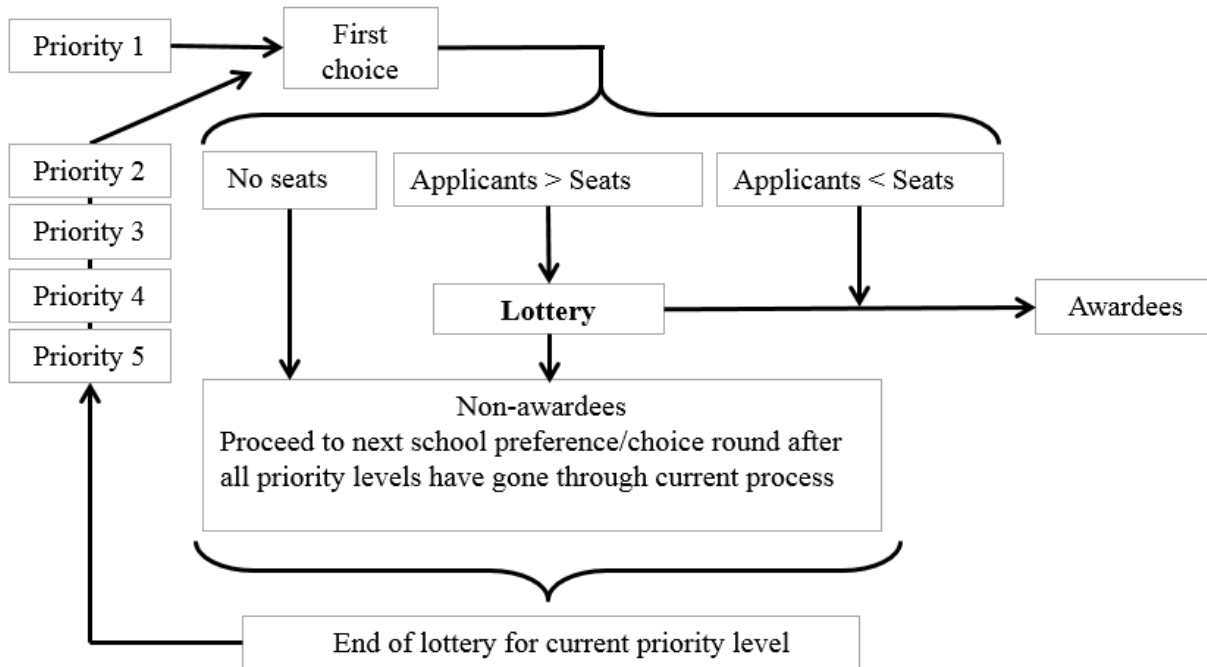 Priority 1
First
choice
Priority 2
Priority 3
Priority 4
Priority 5
No seats
Applicants > Seats
Applicants < Seats
Lottery
Awardees
Non-awardees
Proceed to next school preference/choice round after
all priority levels have gone through current process
End of lottery for current priority level